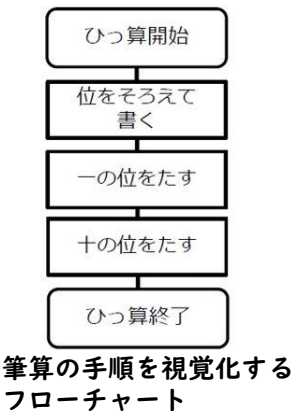 ひっ算開始
位をそろえて
書く
一の位をたす
十の位をたす
ひっ算終了
筆算の手順を視覚化する
フローチャート